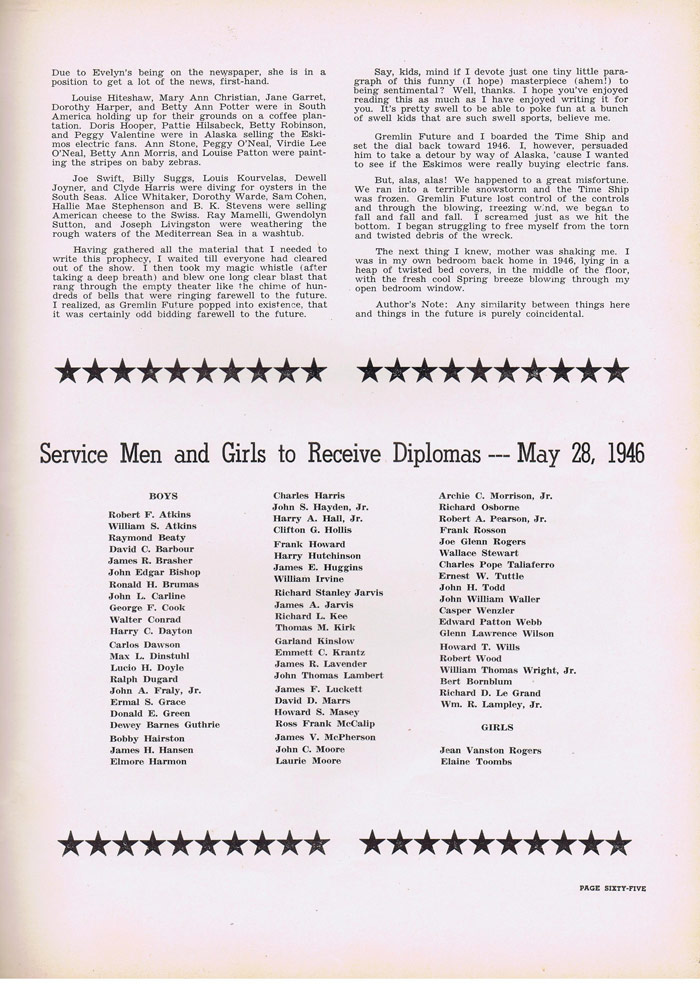 Due to Evelyn's being on the newspaper, she is in a
position to get a lot of the news, first-hand.
Louise Hiteshaw, Mary Ann Christian, Jane Garret,
Dorothy Harper, and Betty Ann Potter were in South
America holding up for their grounds on a coffee plan-
tation. Doris Hooper, Pattie Hilsabeck, Betty Robinson,
and Peggy Valentine were in Alaska selling the Eski-
mos electric fans. Ann Stone, Peggy O'Neal, Virdie Lee
O'Neal, Betty Ann Morris, and Louise Patton were paint-
ing the stripes on baby zebras.
Joe Swift, Billy Suggs, Louis Kourvelas, Dewell
Joyner, and Clyde Harris were diving for oysters in the
South Seas. Alice Whitaker, Dorothy Warde, Sam Cohen,
Hallie Mae Stephenson and B. K. Stevens were selling
American cheese to the Swiss. Ray Mamelli, Gwendolyn
Sutton, and Joseph Livingston were weathering the
rough waters of the Mediterrean Sea in a washtub.
Having gathered all the material that I needed to
write this prophecy, I waited till everyone had cleared
out of the show. I then took my magic whistle (after
taking a deep breath) and blew one long clear blast that
rang through the empty theater like the chime of hun-
dreds of bells that were ringing farewell to the future.
I realized, as Gremlin Future popped into existence, that
it was certainly odd bidding farewell to the future.
Say, kids, mind if I devote just one tiny little para-
graph of this funny (I hope) masterpiece (ahem!) to
being sentimental? Well, thanks. I hope you've enjoyed
reading this as much as I have enjoyed writing it for
you. It's pretty swell to be able to poke fun at a bunch
of swell kids that are such swell sports, believe me.
Gremlin Future and I boarded the Time Ship and
set the dial back toward 1946. I, however, persuaded
him to take a detour by way of Alaska, 'cause I wanted
to see if the Eskimos were really buying electric fans.
But, alas, alas! We happened to a great misfortune.
We ran into a terrible snowstorm and the Time Ship
was frozen. Gremlin Future lost control of the controls
and through the blowing, freezing wind, we began to
fall and fall and fall. I screamed just as we hit the
bottom. I began struggling to free myself from the torn
and twisted debris of the wreck.
The next thing I knew, mother was shaking me. I
was in my own bedroom back home in 1946, lying in a
heap of twisted bed covers, in the middle of the floor,
with the fresh cool Spring breeze blowing through my
open bedroom window.
Author's Note: Any similarity between things here
and things in the future is purely coincidental.
Service Men and Girls to Receive Diplomas --- May 28, 1946
BOYS
Robert F. Atkins
William S. Atkins
Raymond Beaty
David C. Barbour
James R. Brasher
John Edgar Bishop
Ronald H. Brumas
John L. Carline
George F. Cook
Walter Conrad
Harry C. Dayton
Carlos Dawson
Max L. Dinstuhl
Lucio H. Doyle
Ralph Dugard
John A. Fraly, Jr.
Ermal S. Grace
Donald E. Green
Dewey Barnes Guthrie
Bobby Hairston
James H. Hansen
Elmore Harmon
Charles Harris
John S. Hayden, Jr.
Harry A. Hall, Jr.
Clifton G. Hollis
Frank Howard
Harry Hutchinson
James E. Huggins
William Irvine
Richard Stanley Jarvis
James A. Jarvis
Richard L. Kee
Thomas M. Kirk
Garland Kinslow
Emmett C. Krantz
James R. Lavender
John Thomas Lambert
James F. Luckett
David D. Marrs
Howard S. Masey
Ross Frank McCalip
James V. McPherson
John C. Moore
Laurie Moore
Archie C. Morrison, Jr.
Richard Osborne
Robert A. Pearson, Jr.
Frank Rosson
Joe Glenn Rogers
Wallace Stewart
Charles Pope Taliaferro
Ernest W. Tuttle
John H. Todd
John William Waller
Casper Wenzler
Edward Patton Webb
Glenn Lawrence Wilson
Howard T. Wills
Robert Wood
William Thomas Wright, Jr.
Bert Bornblum
Richard D. Le Grand
Wm. R. Lampley, Jr.
GIRLS
Jean Vanston Rogers
Elaine Toombs
PAGE SIXTY-FIVE